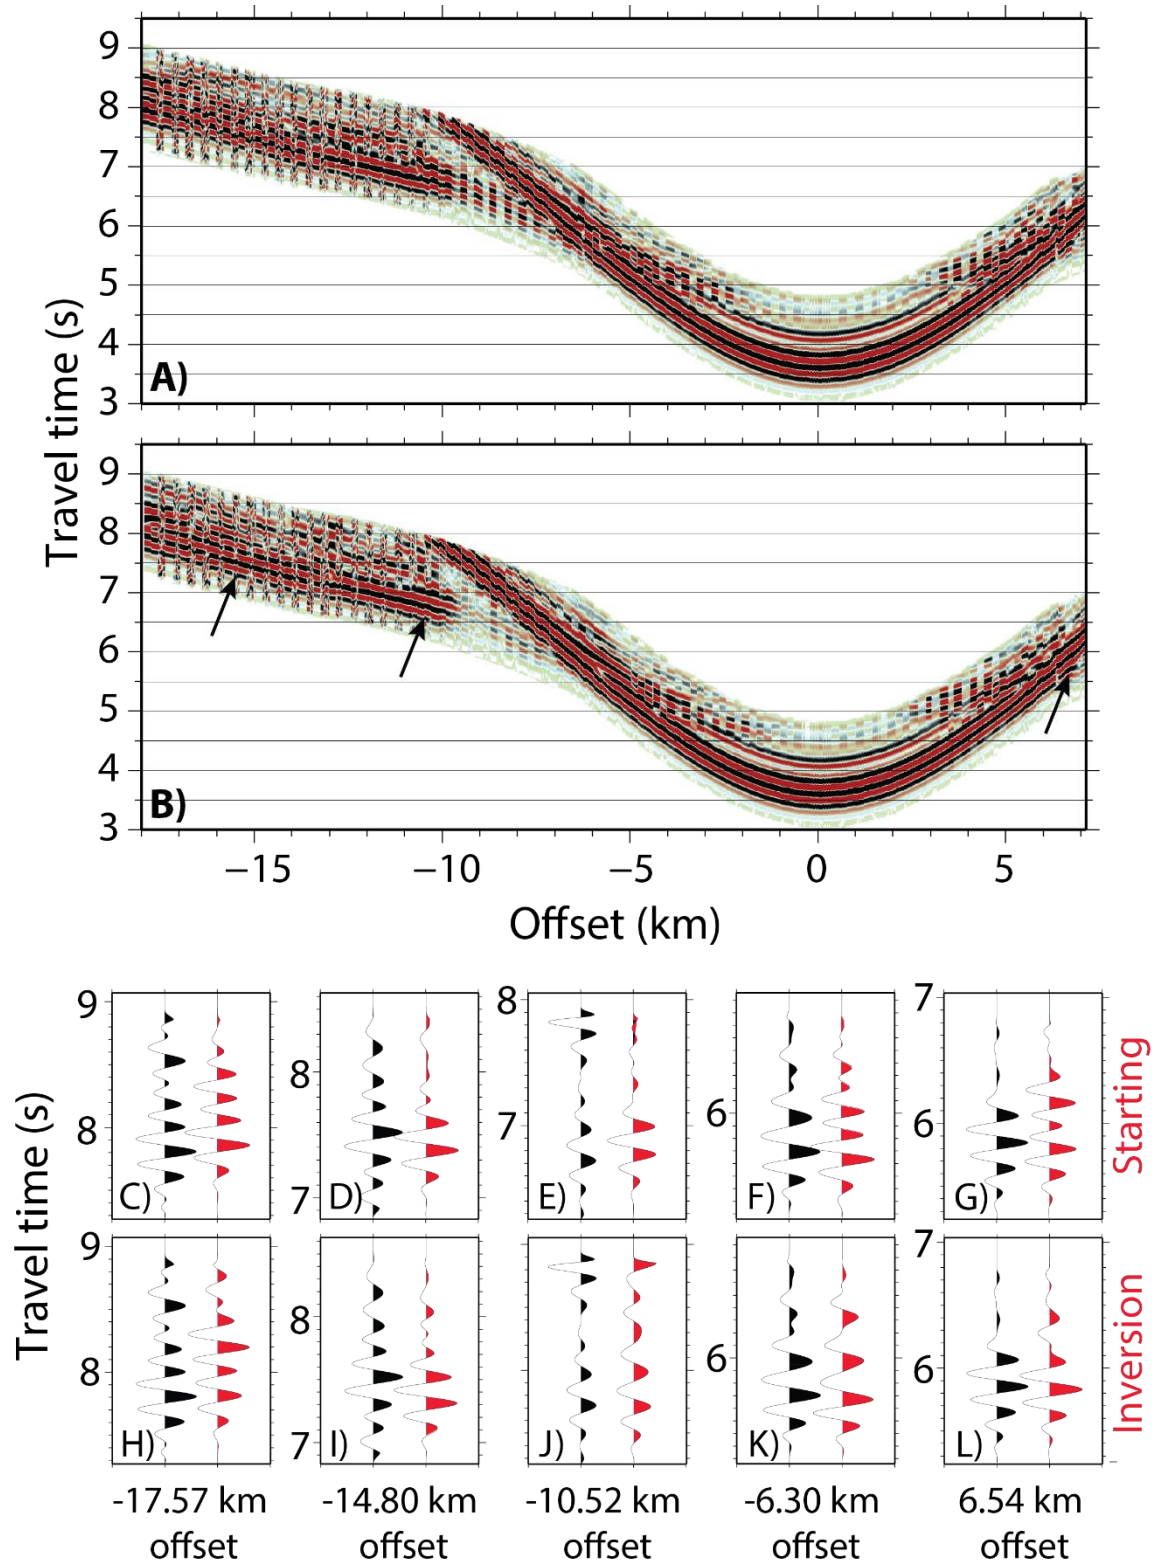 9
8
7
6
5
4
3
A)
Travel time (s)
9
8
7
6
5
4
3
B)
−15 −10 −5 0 5
Offset (km)
9
8
C)
8
7
D)
8
7
E)
6
F)
7
6
G)
Starting
Travel time (s)
9
8
H)
8
7
I)
J)
6
K)
7
6
L)
Inversion
-17.57 km -14.80 km -10.52 km -6.30 km 6.54 km
offset offset offset offset offset